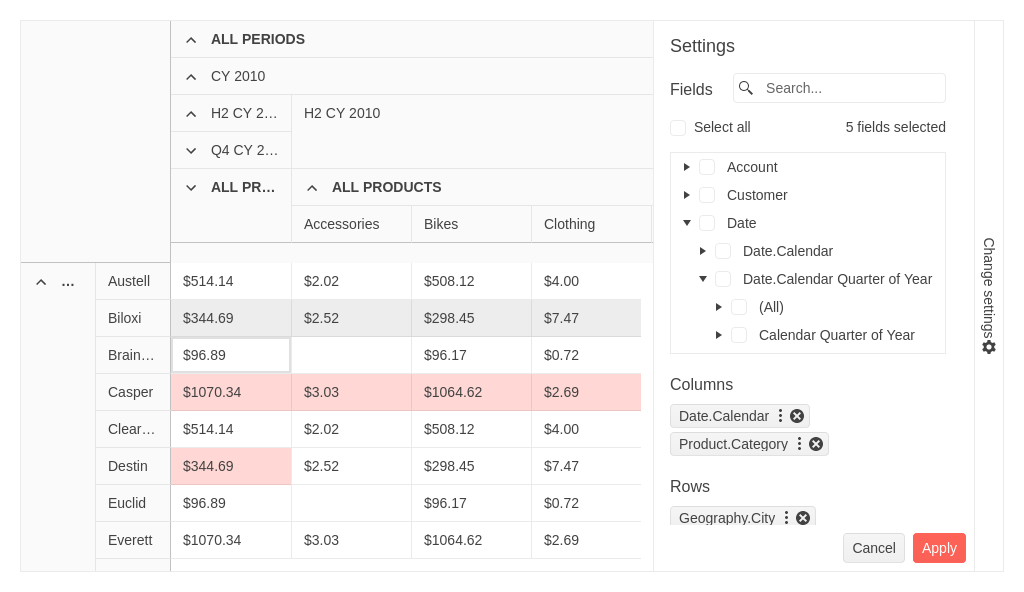 ALL PERIODS
CY 2010
H2 CY 2… H2 CY 2010
Q4 CY 2…
ALL PR… ALL PRODUCTS
Accessories Bikes Clothing
… Austell $514.14 $2.02 $508.12 $4.00
Biloxi $344.69 $2.52 $298.45 $7.47
Brain… $96.89 $96.17 $0.72
Casper $1070.34 $3.03 $1064.62 $2.69
Clear… $514.14 $2.02 $508.12 $4.00
Destin $344.69 $2.52 $298.45 $7.47
Euclid $96.89 $96.17 $0.72
Everett $1070.34 $3.03 $1064.62 $2.69
Settings
Fields Search...
Select all 5 fields selected
Account
Customer
Date
Date.Calendar
Date.Calendar Quarter of Year
(All)
Calendar Quarter of Year
Columns
Date.Calendar
Product.Category
Rows
Geography.City
Cancel Apply
Change settings